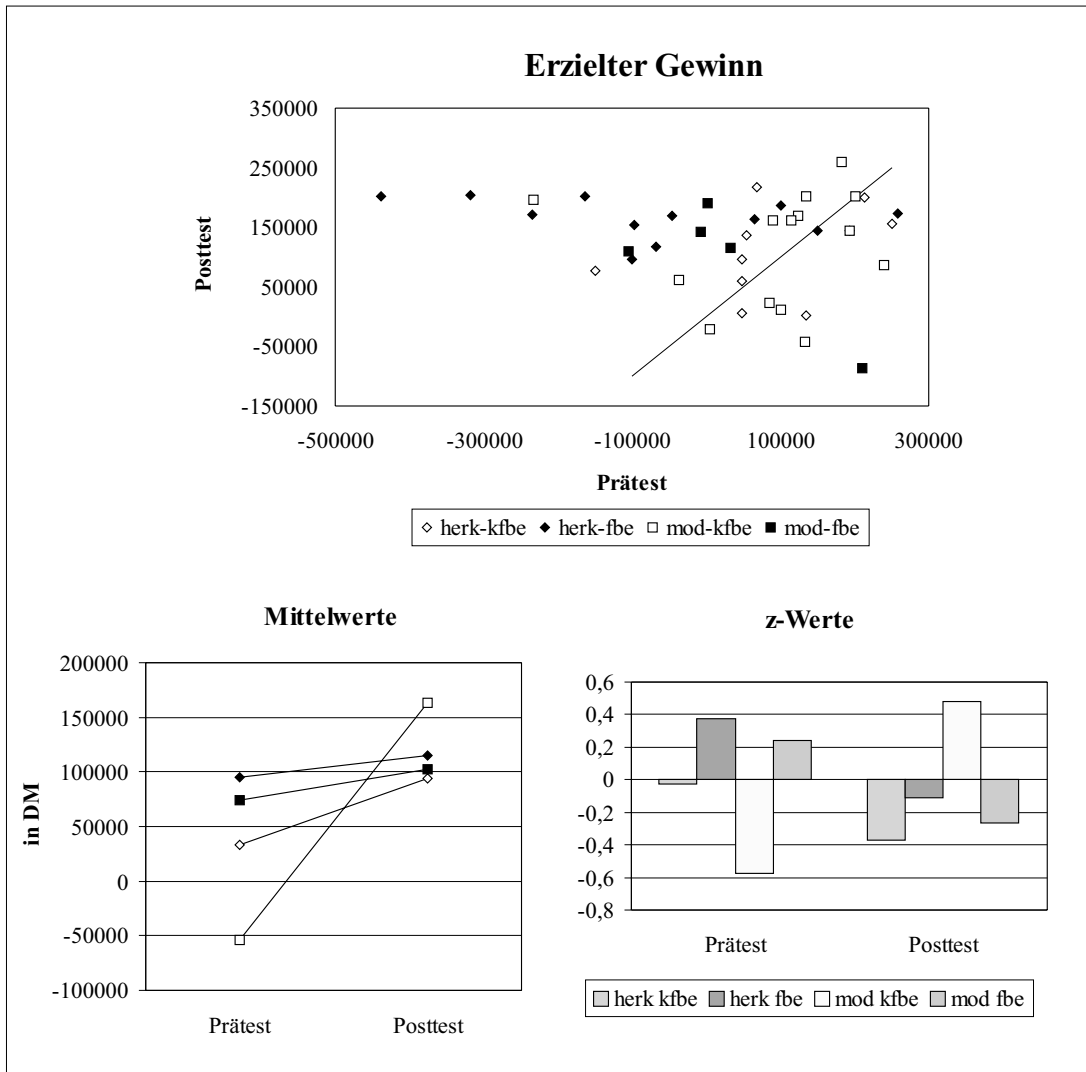 Erzielter Gewinn
350000
250000
150000
50000
-50000
-150000
Posttest
-500000 -300000 -100000 100000 300000
Prätest
herk-kfbe herk-fbe mod-kfbe mod-fbe
Mittelwerte
200000
150000
100000
50000
0
-50000
-100000
in DM
Prätest Posttest
z-Werte
0,6
0,4
0,2
0
-0,2
-0,4
-0,6
-0,8
Prätest Posttest
herk kfbe herk fbe mod kfbe mod fbe